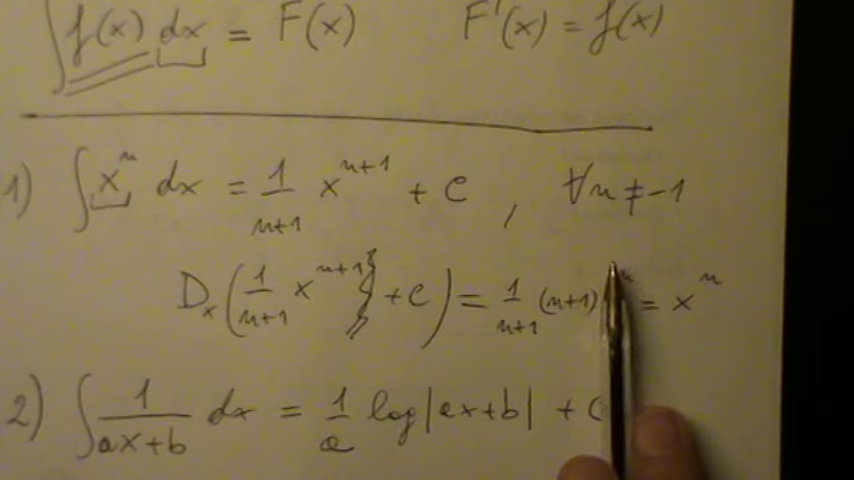 ∫f(x) dx = F(x) F'(x) = f(x)
1) ∫xⁿ dx = 1/(n+1) xⁿ⁺¹ + c , ∀n ≠ -1
Dₓ(1/(n+1) xⁿ⁺¹ + c) = 1/(n+1) (n+1) ⁿ = xⁿ
2) ∫ 1/(ax+b) dx = 1/a log|ax+b| + c